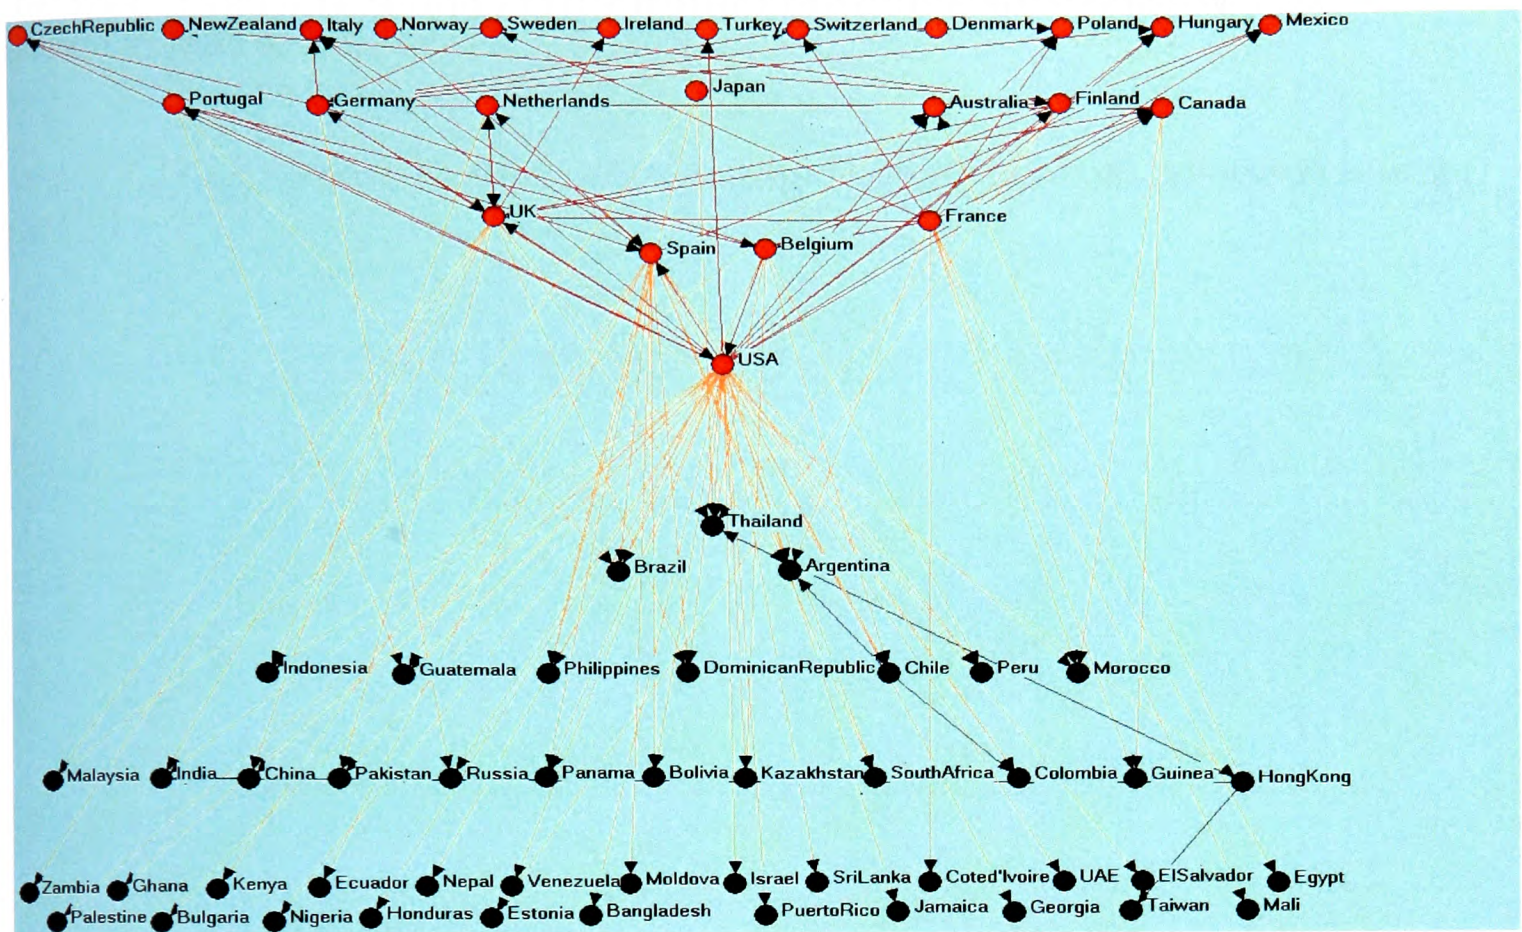 CzechRepublic NewZealand Italy Norway Sweden Ireland Turkey Switzerland Denmark Poland Hungary Mexico
Portugal Germany Netherlands Japan Australia Finland Canada
UK France
Spain Belgium
USA
Thailand
Brazil Argentina
Indonesia Guatemala Philippines DominicanRepublic Chile Peru Morocco
Malaysia India China Pakistan Russia Panama Bolivia Kazakhstan SouthAfrica Colombia Guinea HongKong
Zambia Ghana Kenya Ecuador Nepal Venezuela Moldova Israel SriLanka Coted'Ivoire UAE ElSalvador Egypt
Palestine Bulgaria Nigeria Honduras Estonia Bangladesh PuertoRico Jamaica Georgia Taiwan Mali